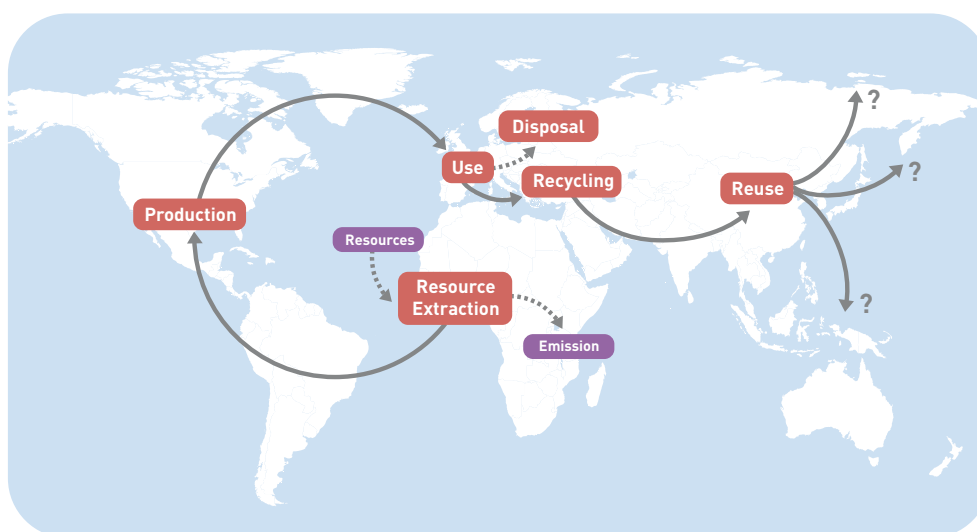 ?
Disposal
?
Use
Recycling
Reuse
Production
Resources
Resource
Extraction
?
Emission